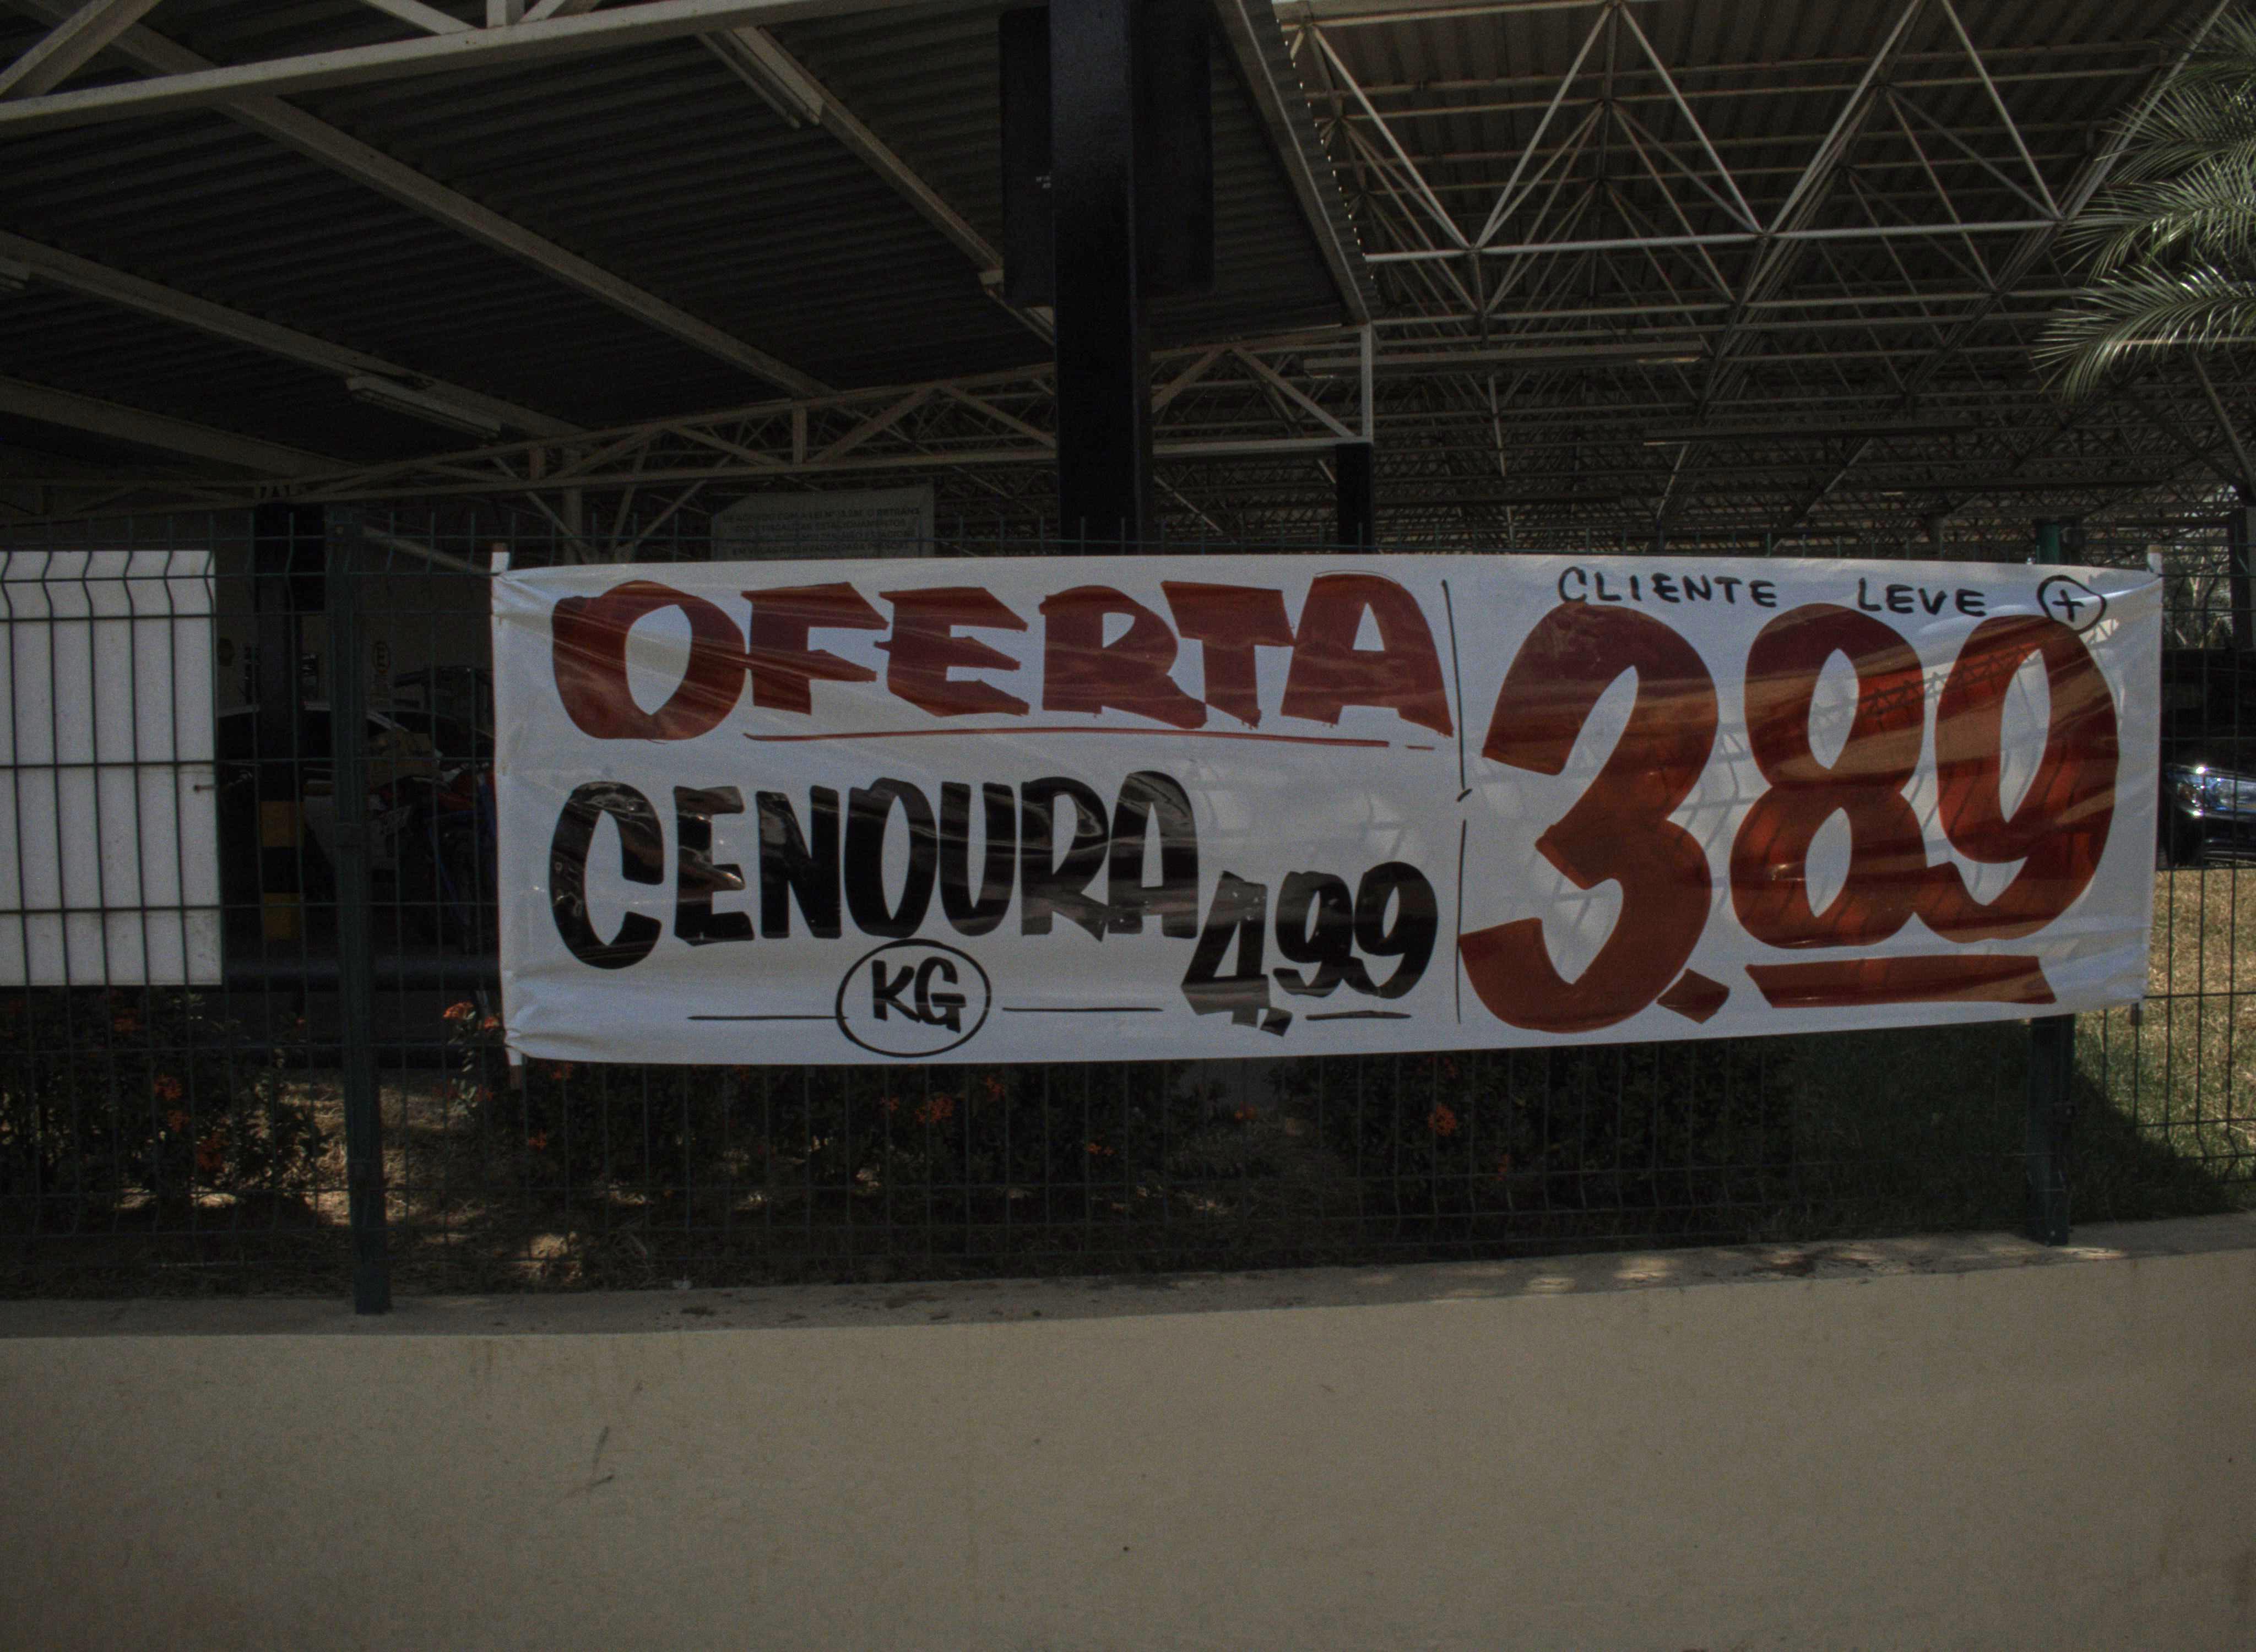 OFERTA
CENOURA 4,99
KG
CLIENTE LEVE +
3,89